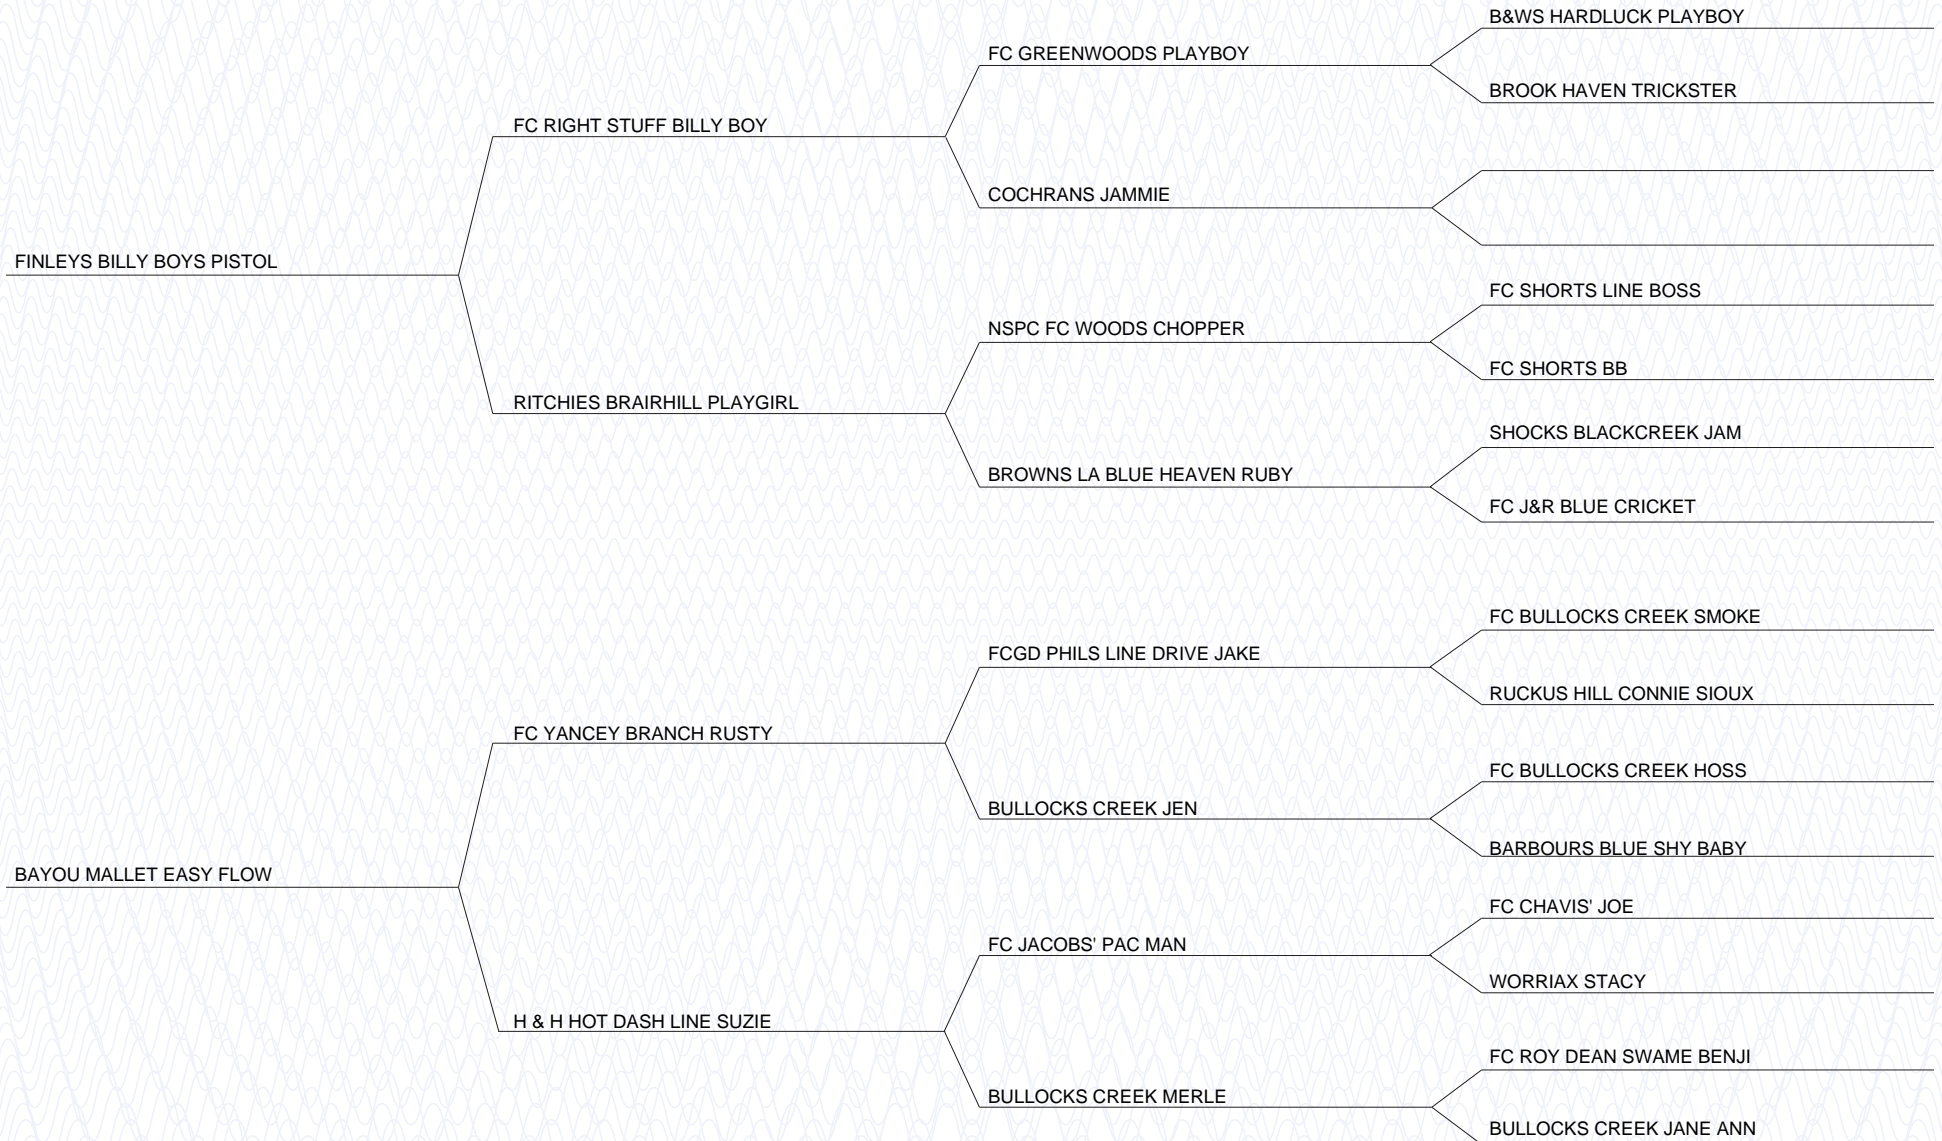 B&WS HARDLUCK PLAYBOY
FC GREENWOODS PLAYBOY
BROOK HAVEN TRICKSTER
FC RIGHT STUFF BILLY BOY
COCHRANS JAMMIE
FINLEYS BILLY BOYS PISTOL
FC SHORTS LINE BOSS
NSPC FC WOODS CHOPPER
FC SHORTS BB
RITCHIES BRAIRHILL PLAYGIRL
SHOCKS BLACKCREEK JAM
BROWNS LA BLUE HEAVEN RUBY
FC J&R BLUE CRICKET
FC BULLOCKS CREEK SMOKE
FCGD PHILS LINE DRIVE JAKE
RUCKUS HILL CONNIE SIOUX
FC YANCEY BRANCH RUSTY
FC BULLOCKS CREEK HOSS
BULLOCKS CREEK JEN
BARBOURS BLUE SHY BABY
BAYOU MALLET EASY FLOW
FC CHAVIS' JOE
FC JACOBS' PAC MAN
WORRIAX STACY
H & H HOT DASH LINE SUZIE
FC ROY DEAN SWAME BENJI
BULLOCKS CREEK MERLE
BULLOCKS CREEK JANE ANN